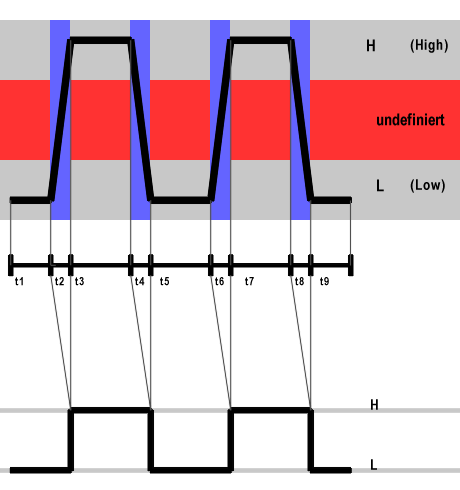 H (High)
undefiniert
L (Low)
t1 t2 t3 t4 t5 t6 t7 t8 t9
H
L